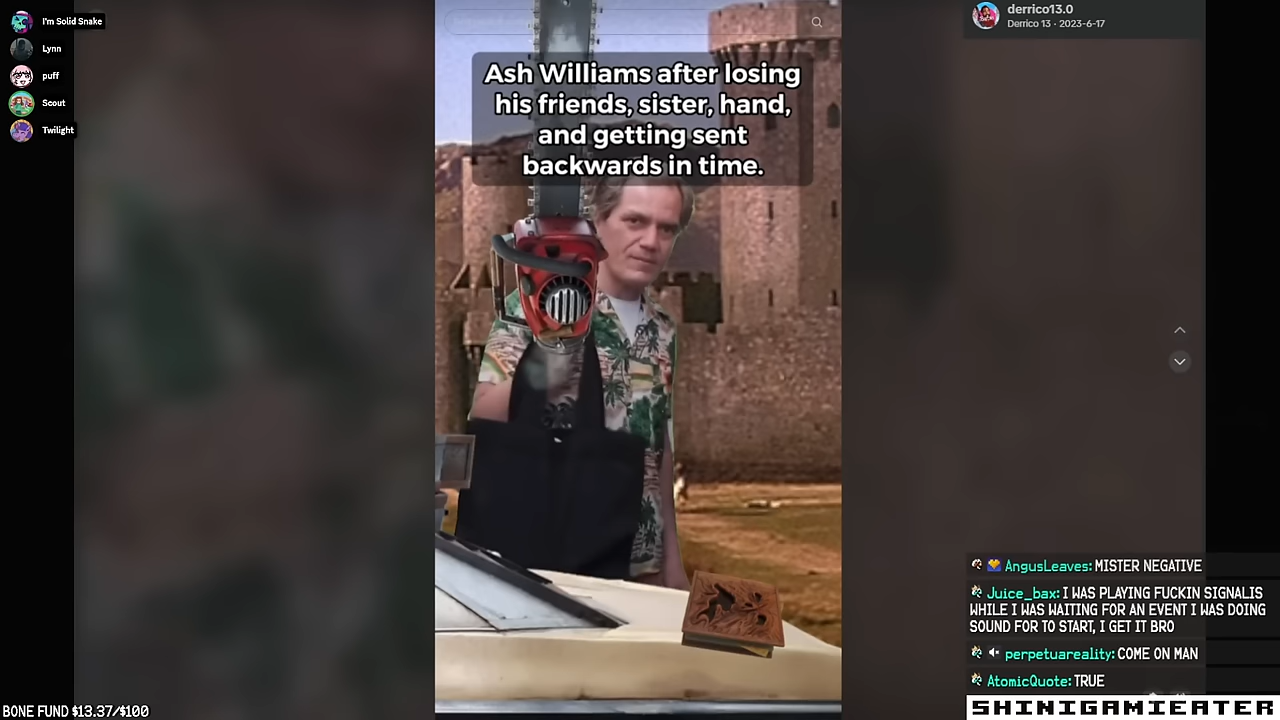 I'm Solid Snake
Lynn
puff
Scout
Twilight
Ash Williams after losing
his friends, sister, hand,
and getting sent
backwards in time.
derrico13.0
Derrico 13 · 2023-6-17
AngusLeaves: MISTER NEGATIVE
Juice_bax: I WAS PLAYING FUCKIN SIGNALIS
WHILE I WAS WAITING FOR AN EVENT I WAS DOING
SOUND FOR TO START, I GET IT BRO
perpetuareality: COME ON MAN
AtomicQuote: TRUE
SHINIGAMIEATER
BONE FUND $13.37/$100